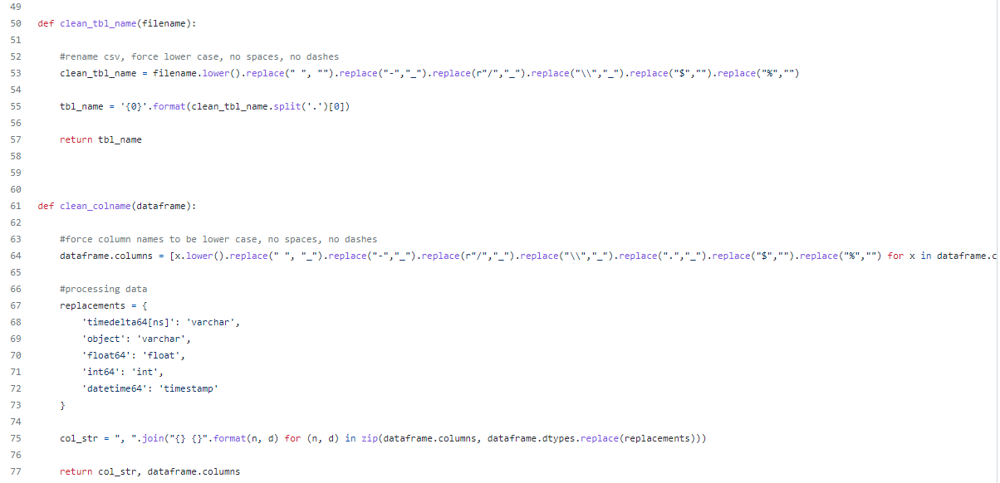 49
50 def clean_tbl_name(filename):
51
52 #rename csv, force lower case, no spaces, no dashes
53 clean_tbl_name = filename.lower().replace(" ", "").replace("-","_").replace(r"/","_").replace("\\","_").replace("$","").replace("%","")
54
55 tbl_name = '{0}'.format(clean_tbl_name.split('.')[0])
56
57 return tbl_name
58
59
60
61 def clean_colname(dataframe):
62
63 #force column names to be lower case, no spaces, no dashes
64 dataframe.columns = [x.lower().replace(" ", "_").replace("-","_").replace(r"/","_").replace("\\","_").replace(".","_").replace("$","").replace("%","") for x in dataframe.c
65
66 #processing data
67 replacements = {
68 'timedelta64[ns]': 'varchar',
69 'object': 'varchar',
70 'float64': 'float',
71 'int64': 'int',
72 'datetime64': 'timestamp'
73 }
74
75 col_str = ", ".join("{} {}".format(n, d) for (n, d) in zip(dataframe.columns, dataframe.dtypes.replace(replacements)))
76
77 return col_str, dataframe.columns